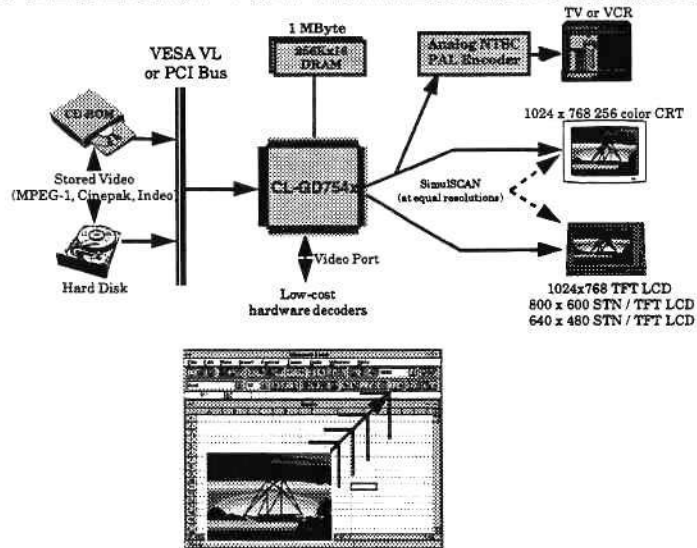 TV or VCR
1 MByte
256Kx16
DRAM
Analog NTSC
PAL Encoder
VESA VL
or PCI Bus
CD-ROM
1024 x 768 256 color CRT
Stored Video
(MPEG-1, Cinepak, Indeo)
CL-GD754x
SimulSCAN
(at equal resolutions)
Video Port
Hard Disk
Low-cost
hardware decoders
1024x768 TFT LCD
800 x 600 STN / TFT LCD
640 x 480 STN / TFT LCD